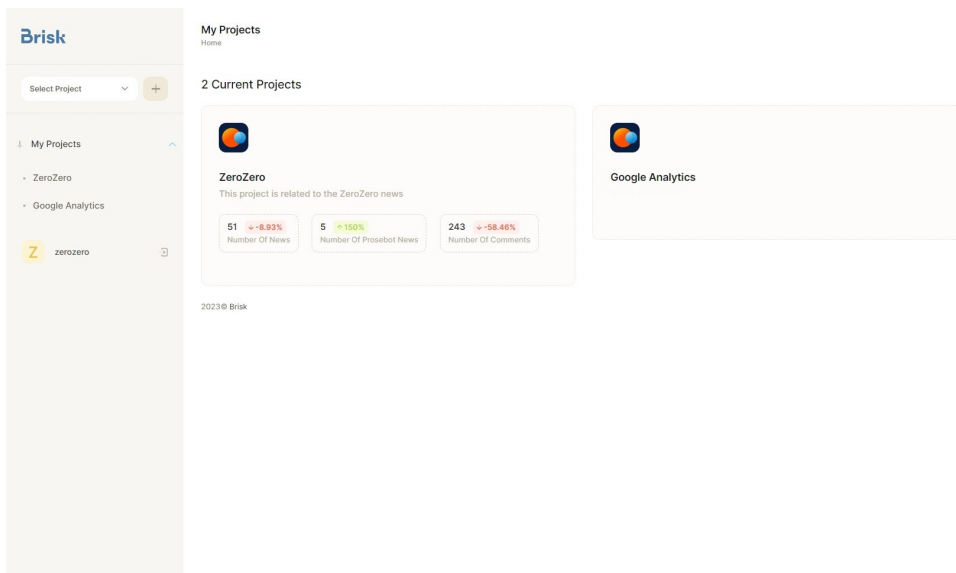 Brisk
Select Project
+
My Projects
ZeroZero
Google Analytics
Z zerozero
My Projects
Home
2 Current Projects
ZeroZero
This project is related to the ZeroZero news
51 -8.93%
Number Of News
5 150%
Number Of Prosebot News
243 -58.46%
Number Of Comments
Google Analytics
2023© Brisk